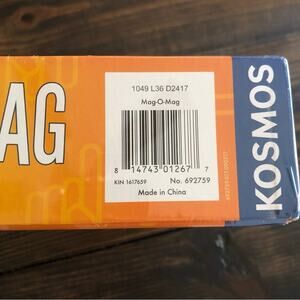 AG
1049 L36 D2417
Mag-O-Mag
8 14743 01267 7
KIN 1617659 No. 692759
Made in China
KOSMOS